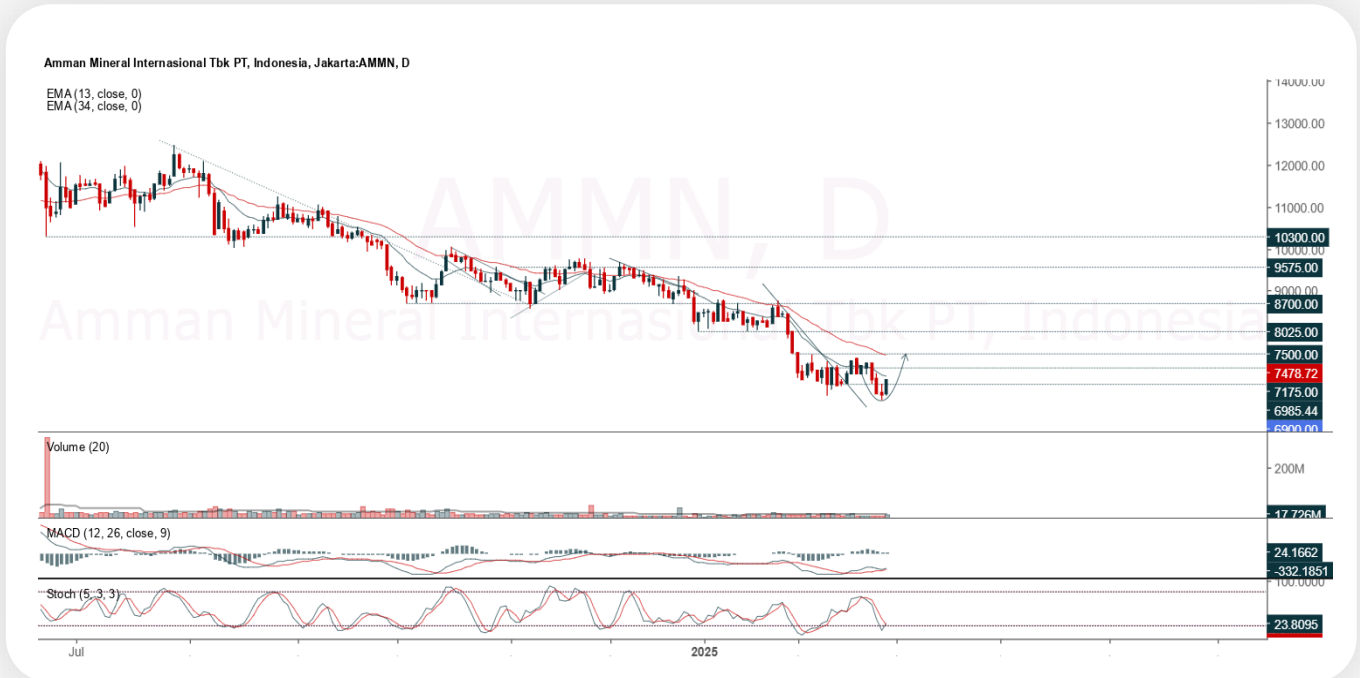 Amman Mineral Internasional Tbk PT, Indonesia, Jakarta:AMMN, D
EMA (13, close, 0)
EMA (34, close, 0)
AMMN, D
Amman Mineral Internasional Tbk PT, Indonesia
14000.00
13000.00
12000.00
11000.00
10300.00
10000.00
9575.00
9000.00
8700.00
8025.00
7500.00
7478.72
7175.00
6985.44
6900.00
Volume (20)
200M
17.726M
MACD (12, 26, close, 9)
24.1662
-332.1851
100.0000
Stoch (5, 3, 3)
23.8095
Jul
2025